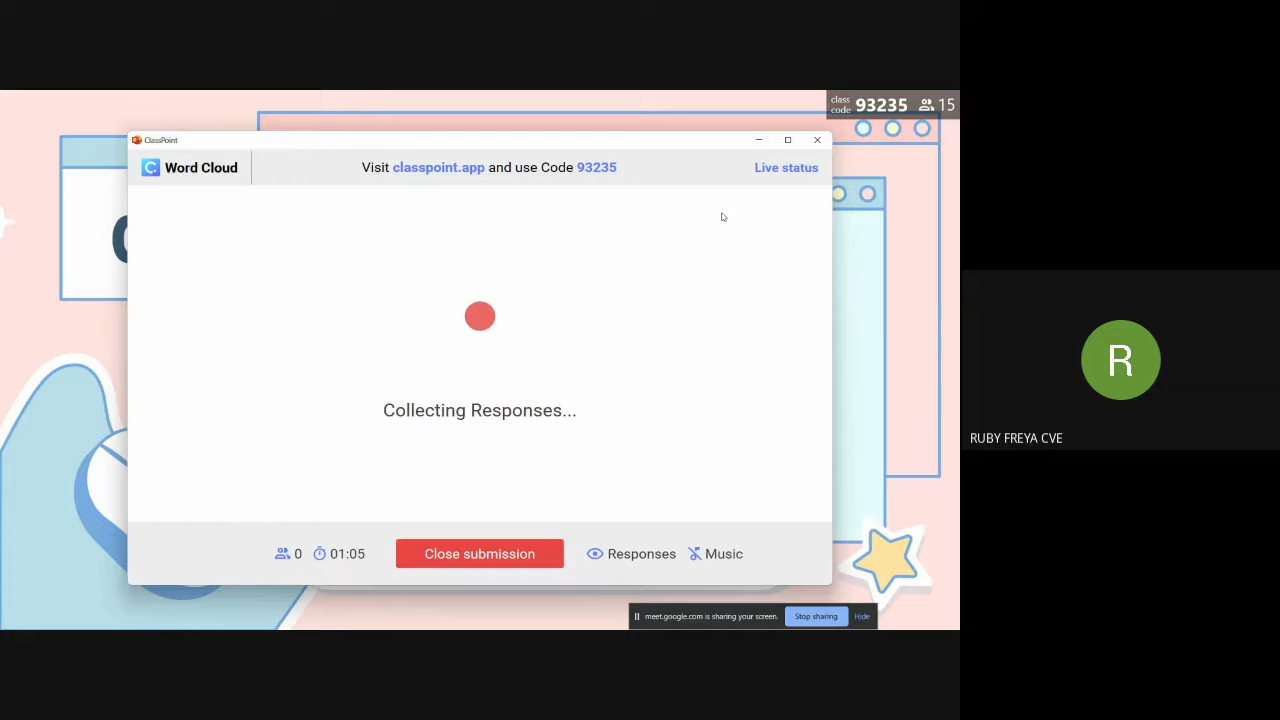 class
code 93235 15
ClassPoint
Word Cloud
Visit classpoint.app and use Code 93235
Live status
Collecting Responses...
0 01:05
Close submission
Responses
Music
meet.google.com is sharing your screen.
Stop sharing
Hide
R
RUBY FREYA CVE